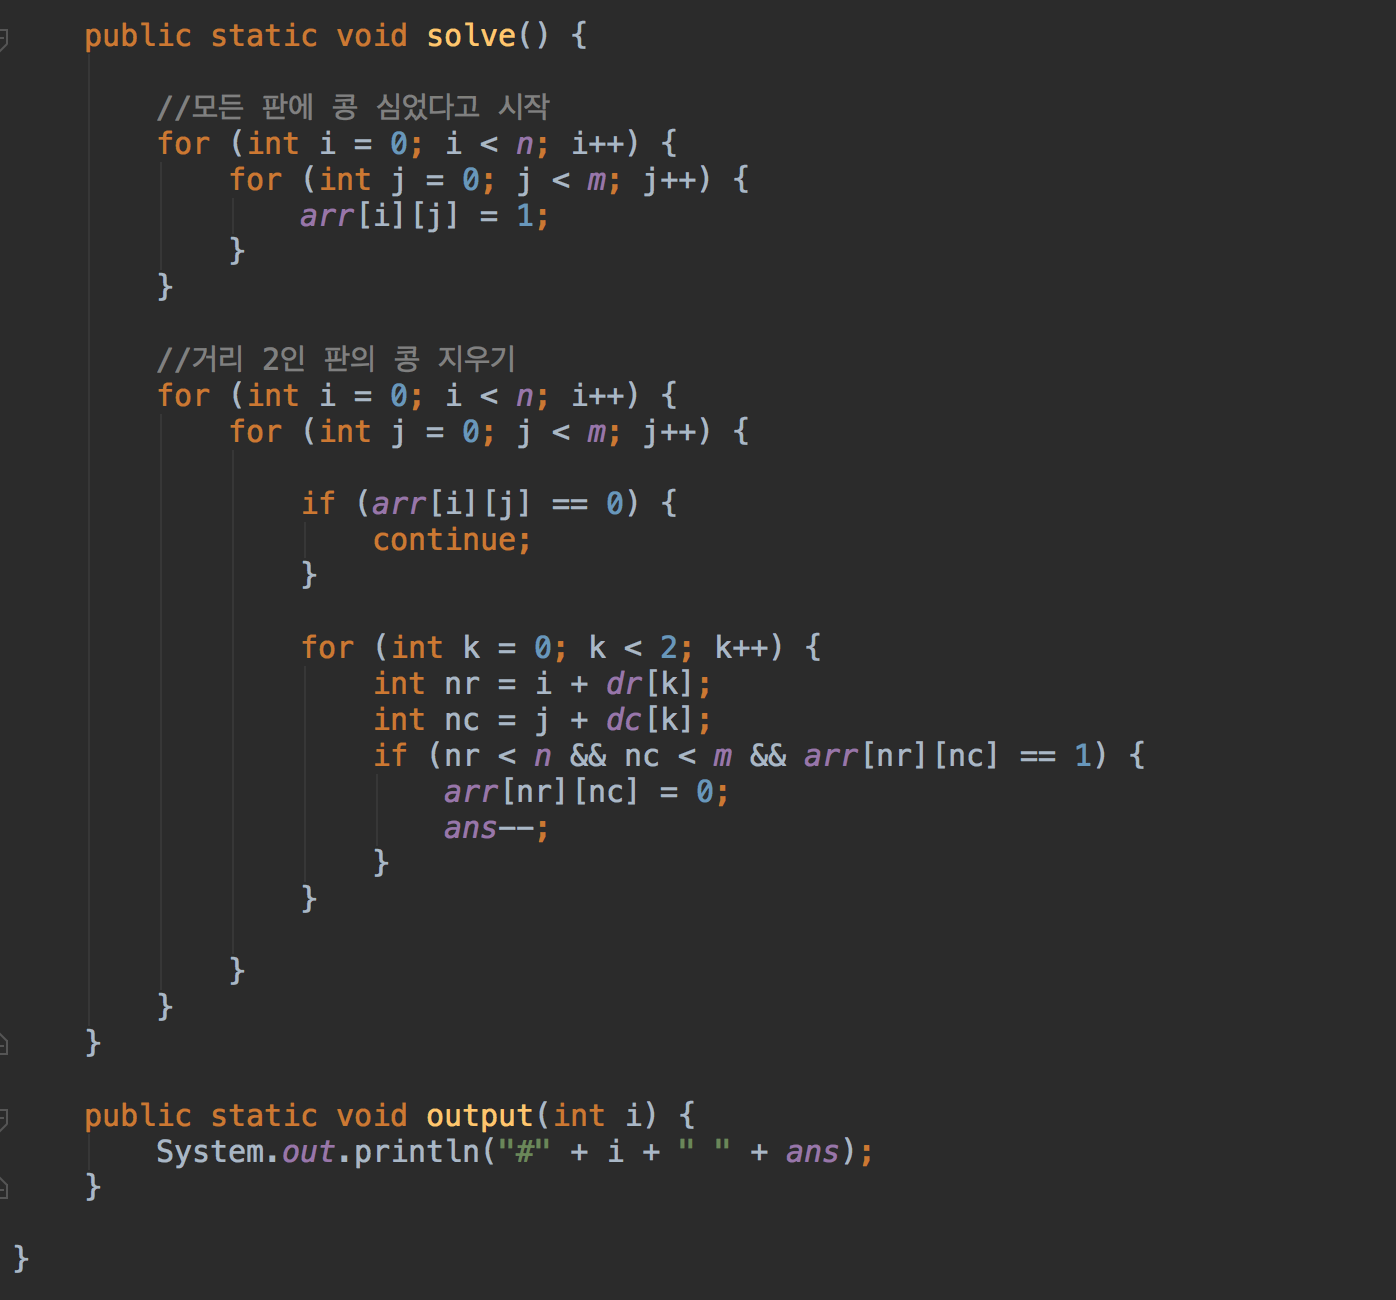 public static void solve() {
//모든 판에 콩 심었다고 시작
for (int i = 0; i < n; i++) {
for (int j = 0; j < m; j++) {
arr[i][j] = 1;
}
}
//거리 2인 판의 콩 지우기
for (int i = 0; i < n; i++) {
for (int j = 0; j < m; j++) {
if (arr[i][j] == 0) {
continue;
}
for (int k = 0; k < 2; k++) {
int nr = i + dr[k];
int nc = j + dc[k];
if (nr < n && nc < m && arr[nr][nc] == 1) {
arr[nr][nc] = 0;
ans--;
}
}
}
}
}
public static void output(int i) {
System.out.println("#" + i + " " + ans);
}
}